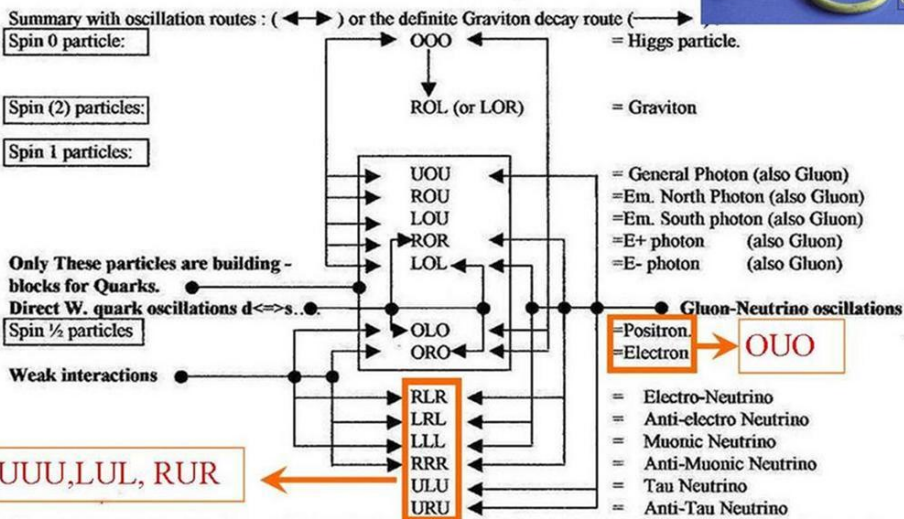 Summary with oscillation routes : ( ◄─► ) or the definite Graviton decay route (──► )
Spin 0 particle: OOO = Higgs particle.
Spin (2) particles: ROL (or LOR) = Graviton
Spin 1 particles:
UOU = General Photon (also Gluon)
ROU =Em. North Photon (also Gluon)
LOU =Em. South photon (also Gluon)
ROR =E+ photon (also Gluon)
Only These particles are building - LOL =E- photon (also Gluon)
blocks for Quarks.
Direct W. quark oscillations d<=>s... Gluon-Neutrino oscillations
Spin ½ particles OLO =Positron.
ORO =Electron OUO
Weak interactions
RLR = Electro-Neutrino
LRL = Anti-electro Neutrino
LLL = Muonic Neutrino
RRR = Anti-Muonic Neutrino
UUU,LUL, RUR ULU = Tau Neutrino
URU = Anti-Tau Neutrino